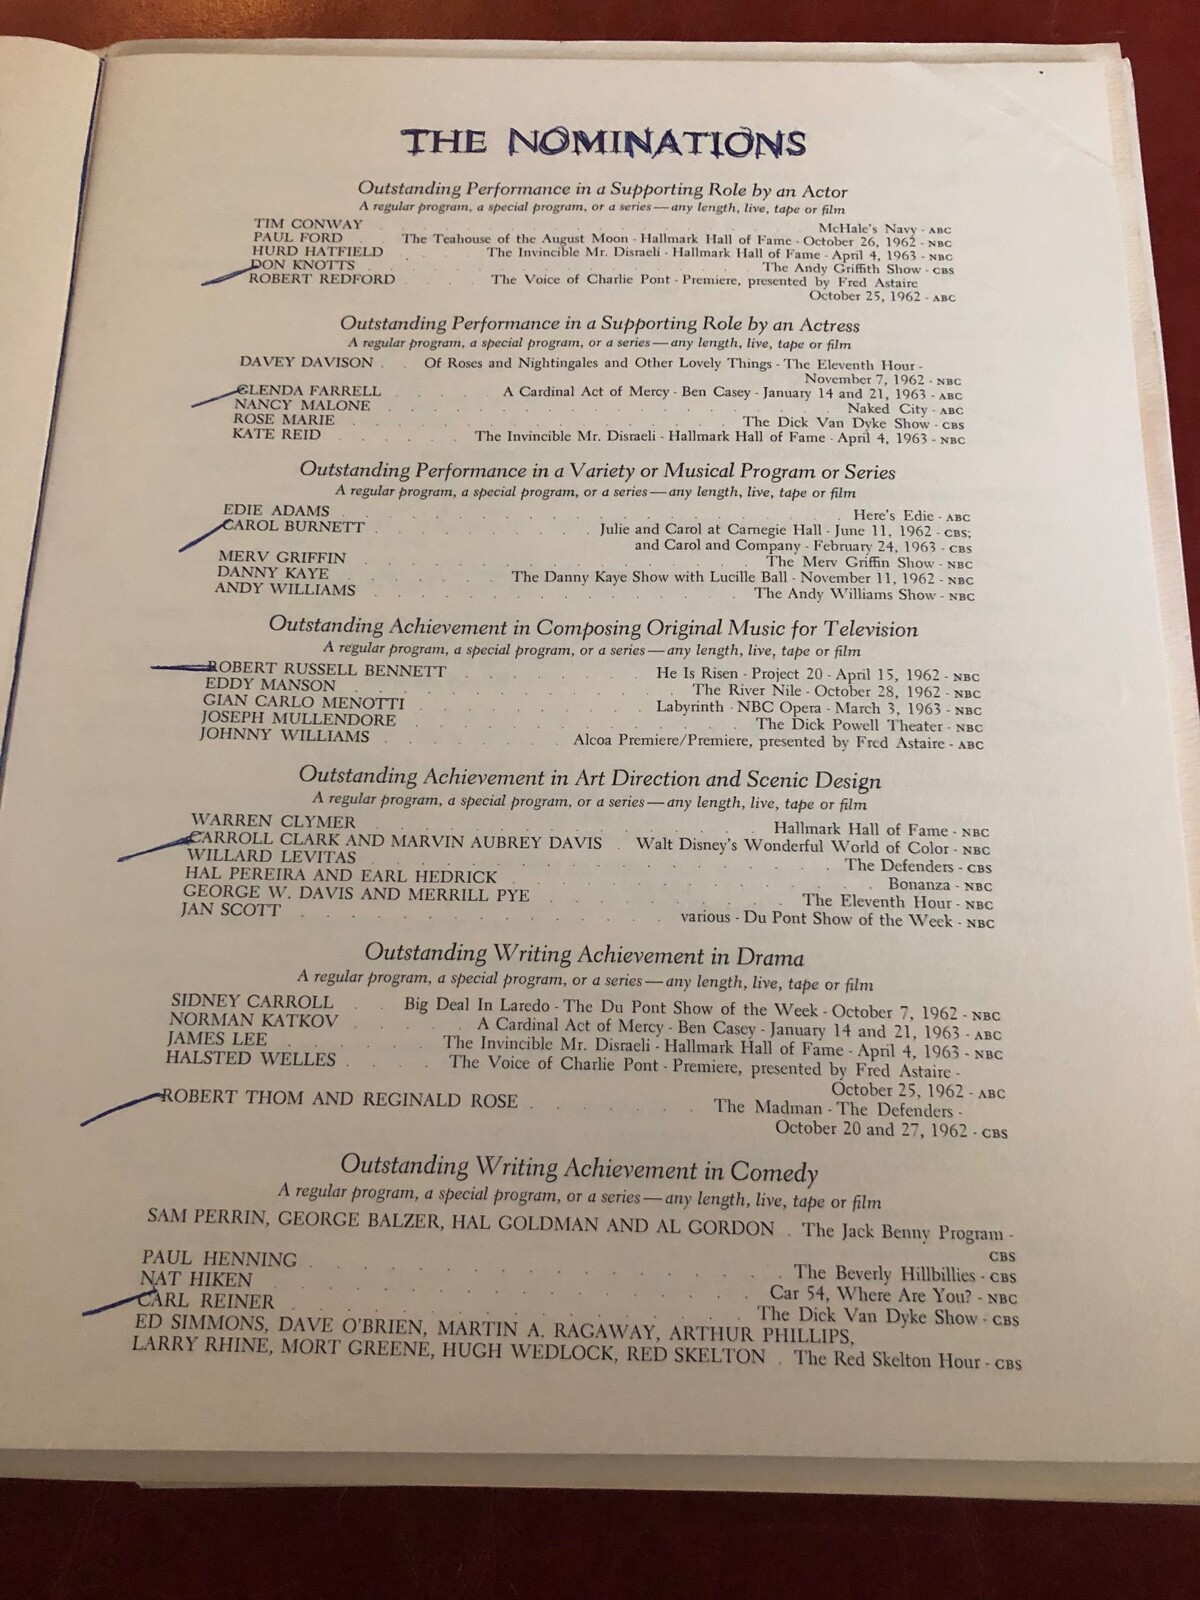 THE NOMINATIONS
Outstanding Performance in a Supporting Role by an Actor
A regular program, a special program, or a series—any length, live, tape or film
TIM CONWAY . . . McHale's Navy - ABC
PAUL FORD The Teahouse of the August Moon - Hallmark Hall of Fame - October 26, 1962 - NBC
HURD HATFIELD . . . The Invincible Mr. Disraeli - Hallmark Hall of Fame - April 4, 1963 - NBC
DON KNOTTS . . . The Andy Griffith Show - CBS
ROBERT REDFORD . . . The Voice of Charlie Pont - Premiere, presented by Fred Astaire
October 25, 1962 - ABC
Outstanding Performance in a Supporting Role by an Actress
A regular program, a special program, or a series—any length, live, tape or film
DAVEY DAVISON . . Of Roses and Nightingales and Other Lovely Things - The Eleventh Hour -
November 7, 1962 - NBC
GLENDA FARRELL . . . A Cardinal Act of Mercy - Ben Casey - January 14 and 21, 1963 - ABC
NANCY MALONE . . . Naked City - ABC
ROSE MARIE . . . The Dick Van Dyke Show - CBS
KATE REID . . . The Invincible Mr. Disraeli - Hallmark Hall of Fame - April 4, 1963 - NBC
Outstanding Performance in a Variety or Musical Program or Series
A regular program, a special program, or a series—any length, live, tape or film
EDIE ADAMS . . . Here's Edie - ABC
CAROL BURNETT . . . Julie and Carol at Carnegie Hall - June 11, 1962 - CBS;
and Carol and Company - February 24, 1963 - CBS
MERV GRIFFIN . . . The Merv Griffin Show - NBC
DANNY KAYE . . . The Danny Kaye Show with Lucille Ball - November 11, 1962 - NBC
ANDY WILLIAMS . . . The Andy Williams Show - NBC
Outstanding Achievement in Composing Original Music for Television
A regular program, a special program, or a series—any length, live, tape or film
ROBERT RUSSELL BENNETT . . . He Is Risen - Project 20 - April 15, 1962 - NBC
EDDY MANSON . . . The River Nile - October 28, 1962 - NBC
GIAN CARLO MENOTTI . . . Labyrinth - NBC Opera - March 3, 1963 - NBC
JOSEPH MULLENDORE . . . The Dick Powell Theater - NBC
JOHNNY WILLIAMS . . . Alcoa Premiere/Premiere, presented by Fred Astaire - ABC
Outstanding Achievement in Art Direction and Scenic Design
A regular program, a special program, or a series—any length, live, tape or film
WARREN CLYMER . . . Hallmark Hall of Fame - NBC
CARROLL CLARK AND MARVIN AUBREY DAVIS . Walt Disney's Wonderful World of Color - NBC
WILLARD LEVITAS . . . The Defenders - CBS
HAL PEREIRA AND EARL HEDRICK . . . Bonanza - NBC
GEORGE W. DAVIS AND MERRILL PYE . . . The Eleventh Hour - NBC
JAN SCOTT . . . various - Du Pont Show of the Week - NBC
Outstanding Writing Achievement in Drama
A regular program, a special program, or a series—any length, live, tape or film
SIDNEY CARROLL . . Big Deal In Laredo - The Du Pont Show of the Week - October 7, 1962 - NBC
NORMAN KATKOV . . . A Cardinal Act of Mercy - Ben Casey - January 14 and 21, 1963 - ABC
JAMES LEE . . . The Invincible Mr. Disraeli - Hallmark Hall of Fame - April 4, 1963 - NBC
HALSTED WELLES . . . The Voice of Charlie Pont - Premiere, presented by Fred Astaire -
October 25, 1962 - ABC
ROBERT THOM AND REGINALD ROSE . . . The Madman - The Defenders -
October 20 and 27, 1962 - CBS
Outstanding Writing Achievement in Comedy
A regular program, a special program, or a series—any length, live, tape or film
SAM PERRIN, GEORGE BALZER, HAL GOLDMAN AND AL GORDON . The Jack Benny Program -
CBS
PAUL HENNING . . . The Beverly Hillbillies - CBS
NAT HIKEN . . . Car 54, Where Are You? - NBC
CARL REINER . . . The Dick Van Dyke Show - CBS
ED SIMMONS, DAVE O'BRIEN, MARTIN A. RAGAWAY, ARTHUR PHILLIPS,
LARRY RHINE, MORT GREENE, HUGH WEDLOCK, RED SKELTON . The Red Skelton Hour - CBS